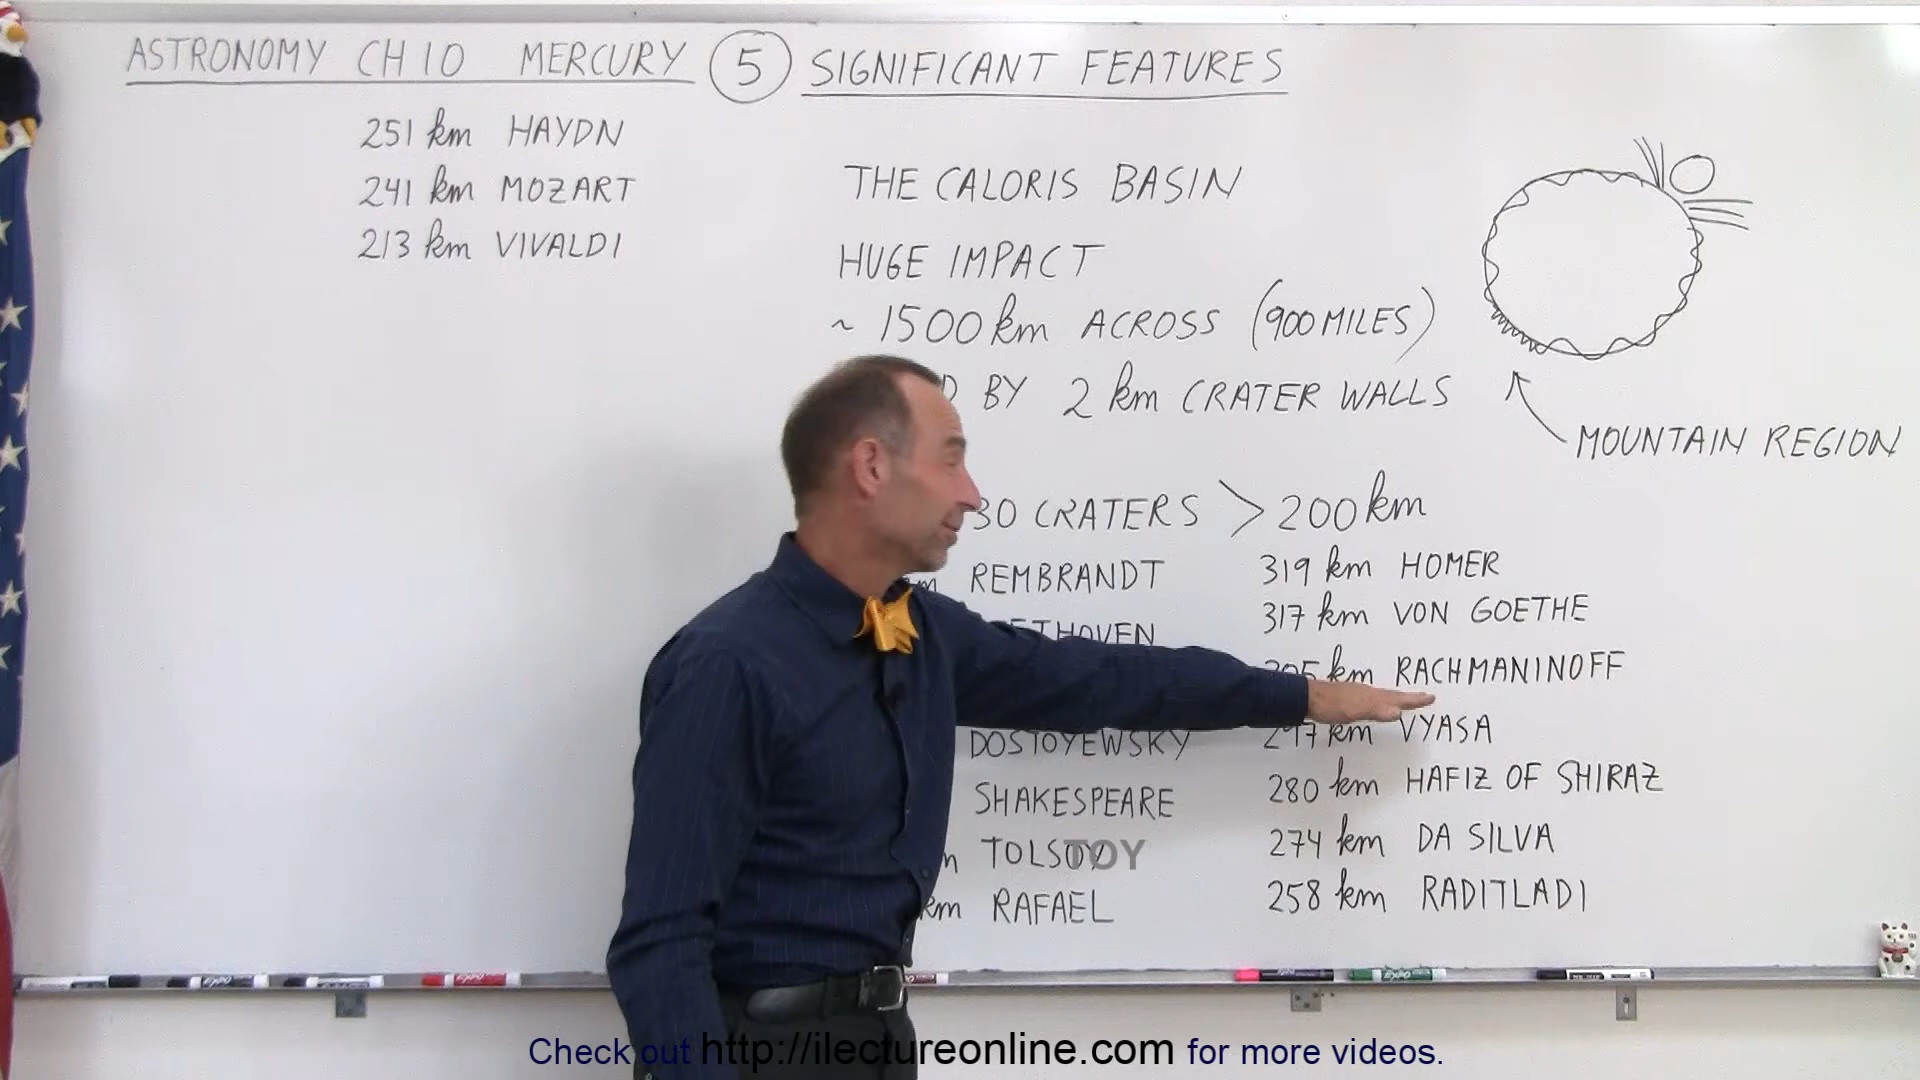 ASTRONOMY CH 10 MERCURY 5 SIGNIFICANT FEATURES
251 km HAYDN
241 km MOZART
213 km VIVALDI
THE CALORIS BASIN
HUGE IMPACT
~ 1500 km ACROSS (900 MILES)
BY 2 km CRATER WALLS
MOUNTAIN REGION
30 CRATERS > 200 km
REMBRANDT
DOSTOYEWSKY
SHAKESPEARE
TOLSTOY
km RAFAEL
319 km HOMER
317 km VON GOETHE
km RACHMANINOFF
297 km VYASA
280 km HAFIZ OF SHIRAZ
274 km DA SILVA
258 km RADITLADI
Check out http://ilectureonline.com for more videos.